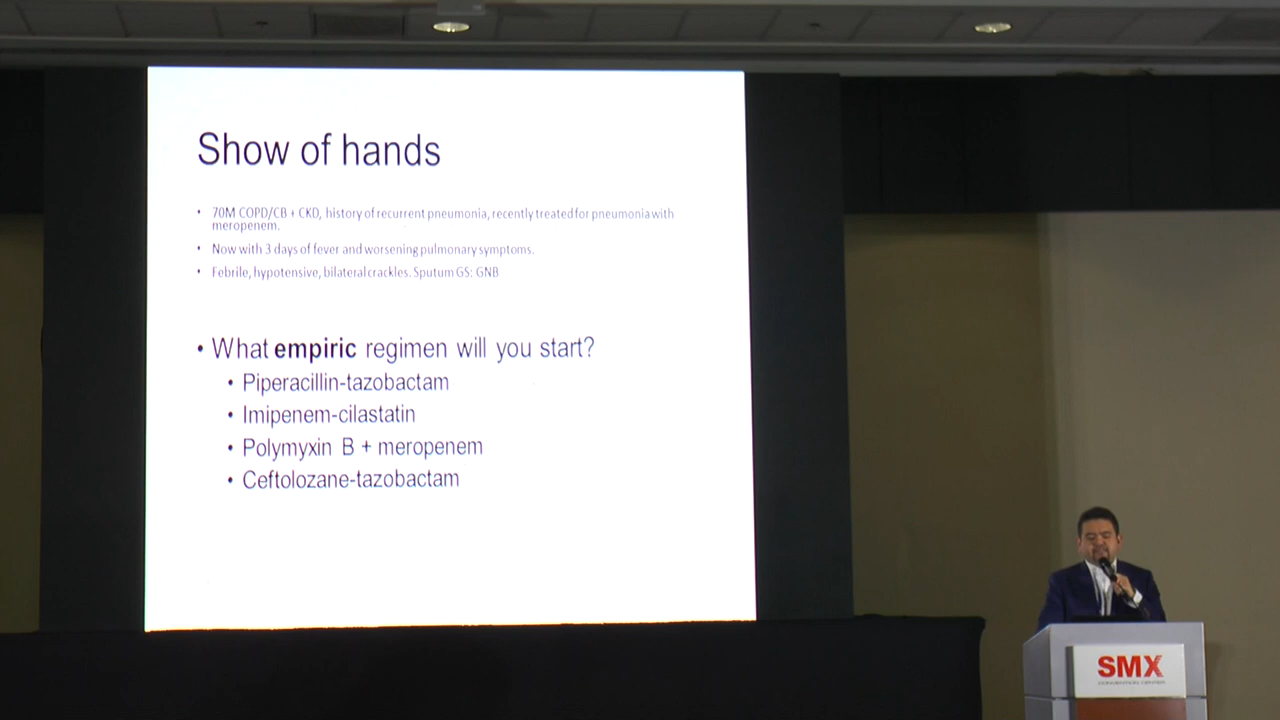 Show of hands
• 70M COPD/CB + CKD, history of recurrent pneumonia, recently treated for pneumonia with
meropenem.
• Now with 3 days of fever and worsening pulmonary symptoms.
• Febrile, hypotensive, bilateral crackles. Sputum GS: GNB
• What empiric regimen will you start?
• Piperacillin-tazobactam
• Imipenem-cilastatin
• Polymyxin B + meropenem
• Ceftolozane-tazobactam
SMX
CONVENTION CENTER